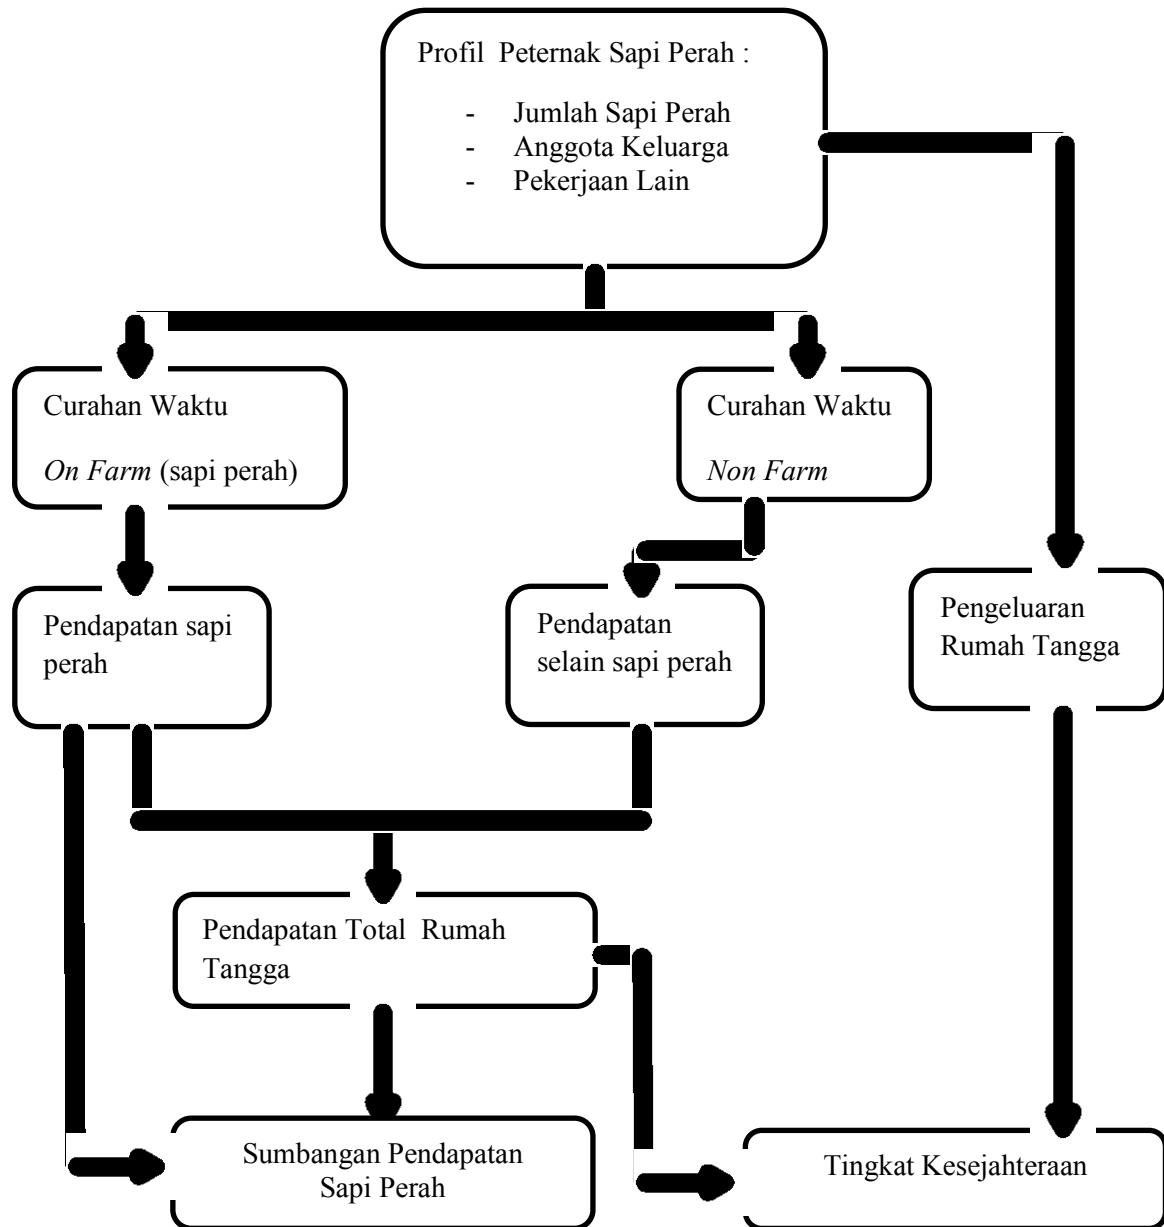 Profil Peternak Sapi Perah :
- Jumlah Sapi Perah
- Anggota Keluarga
- Pekerjaan Lain
Curahan Waktu
On Farm (sapi perah)
Curahan Waktu
Non Farm
Pendapatan sapi
perah
Pendapatan
selain sapi perah
Pengeluaran
Rumah Tangga
Pendapatan Total Rumah
Tangga
Sumbangan Pendapatan
Sapi Perah
Tingkat Kesejahteraan